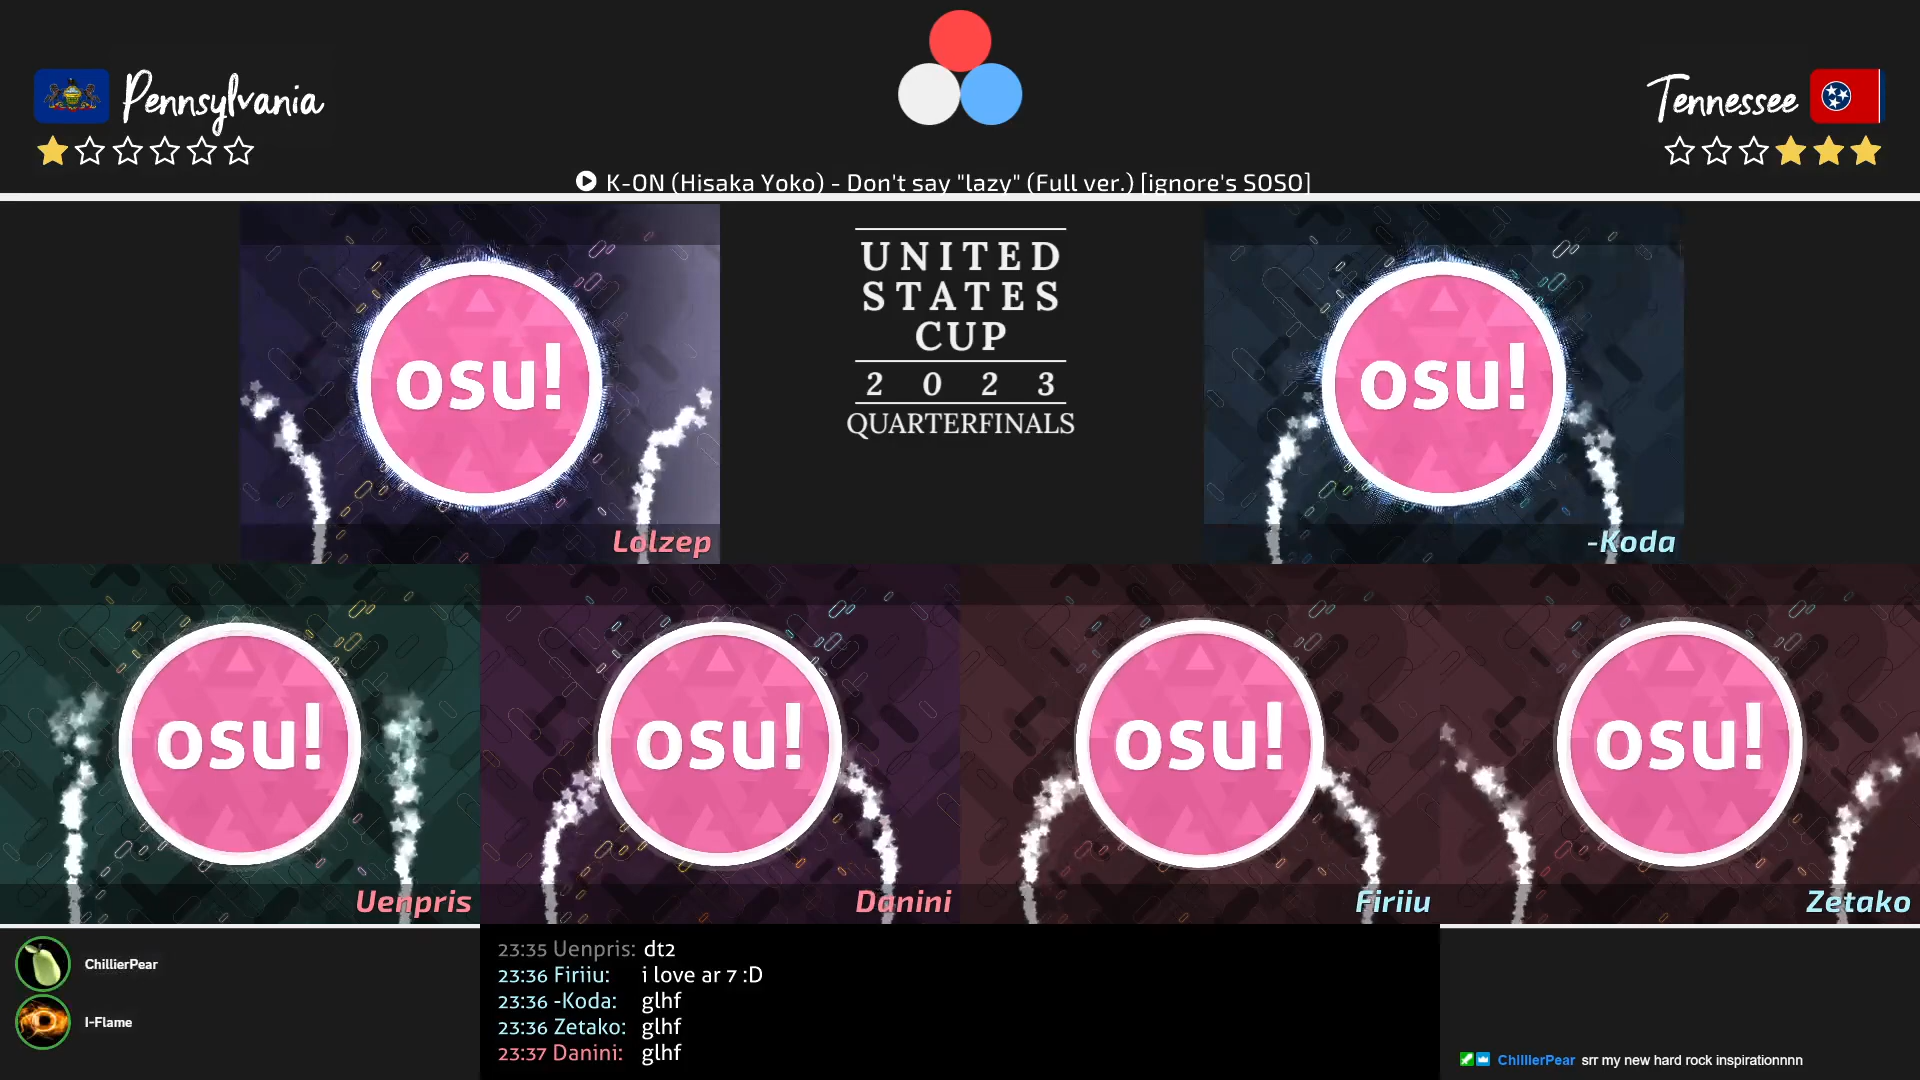 Pennsylvania
Tennessee
K-ON (Hisaka Yoko) - Don't say "lazy" (Full ver.) [ignore's SOSO]
UNITED
STATES
CUP
2 0 2 3
QUARTERFINALS
osu!
Lolzep
osu!
-Koda
osu!
Uenpris
osu!
Danini
osu!
Firiiu
osu!
Zetako
ChillierPear
I-Flame
23:35 Uenpris: dt2
23:36 Firiiu: i love ar 7 :D
23:36 -Koda: glhf
23:36 Zetako: glhf
23:37 Danini: glhf
ChillierPear srr my new hard rock inspirationnnn